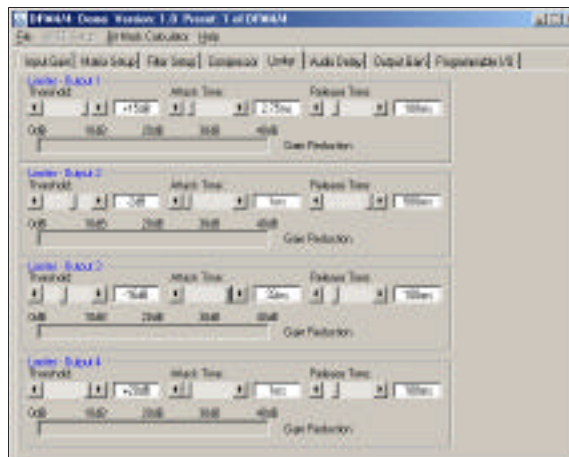 DFM4/4 Demo Version: 1.0 Preset: 1 of DFM4/4
File Bit Mask Calculator Help
Input Gain Matrix Setup Filter Setup Compressor Limiter Audio Delay Output Gain Programmable I/O
Limiter - Output 1
Threshold: Attack Time: Release Time:
+15dB 2.75ms 100ms
0dB 10dB 20dB 30dB 40dB
Gain Reduction
Limiter - Output 2
Threshold: Attack Time: Release Time:
1ms
0dB 10dB 20dB 30dB 40dB
Gain Reduction
Limiter - Output 3
Threshold: Attack Time: Release Time:
-16dB 32ms 100ms
0dB 10dB 20dB 30dB 40dB
Gain Reduction
Limiter - Output 4
Threshold: Attack Time: Release Time:
+20dB 1ms 100ms
0dB 10dB 20dB 30dB 40dB
Gain Reduction